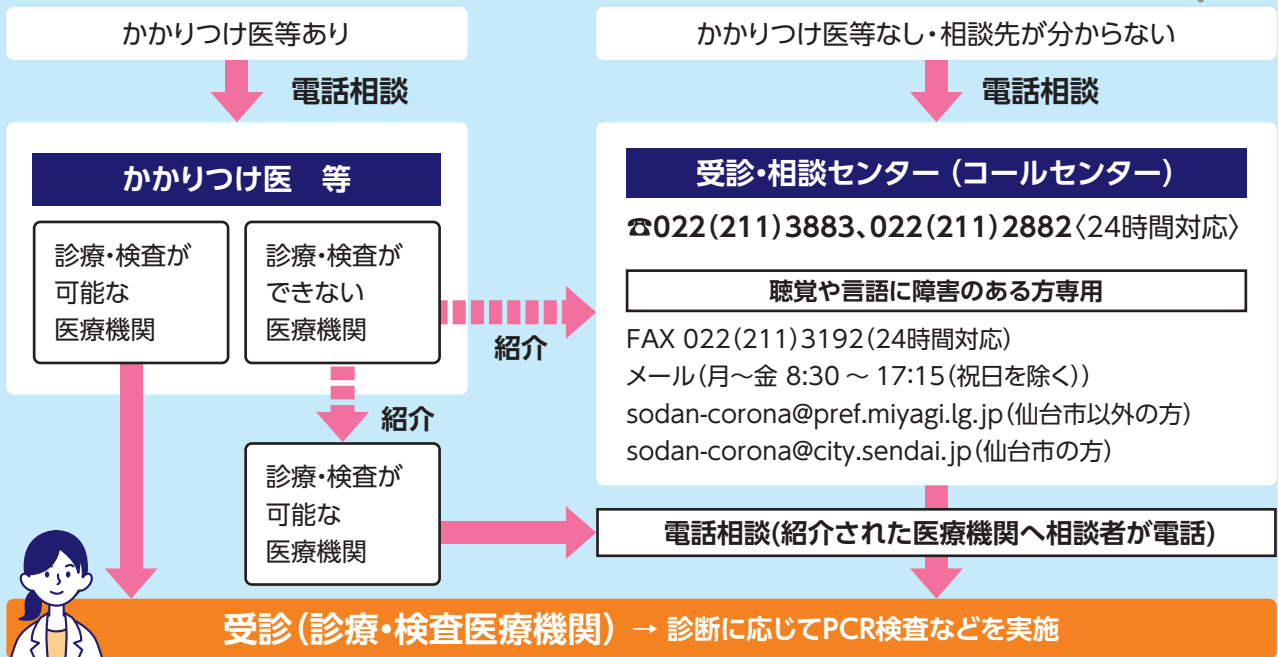 かかりつけ医等あり
電話相談
かかりつけ医 等
診療・検査が
可能な
医療機関
診療・検査が
できない
医療機関
紹介
紹介
診療・検査が
可能な
医療機関
かかりつけ医等なし・相談先が分からない
電話相談
受診・相談センター（コールセンター）
☎022(211)3883、022(211)2882〈24時間対応〉
聴覚や言語に障害のある方専用
FAX 022(211)3192(24時間対応)
メール(月～金 8:30 ～ 17:15(祝日を除く))
sodan-corona@pref.miyagi.lg.jp(仙台市以外の方)
sodan-corona@city.sendai.jp(仙台市の方)
電話相談(紹介された医療機関へ相談者が電話)
受診（診療・検査医療機関） → 診断に応じてPCR検査などを実施